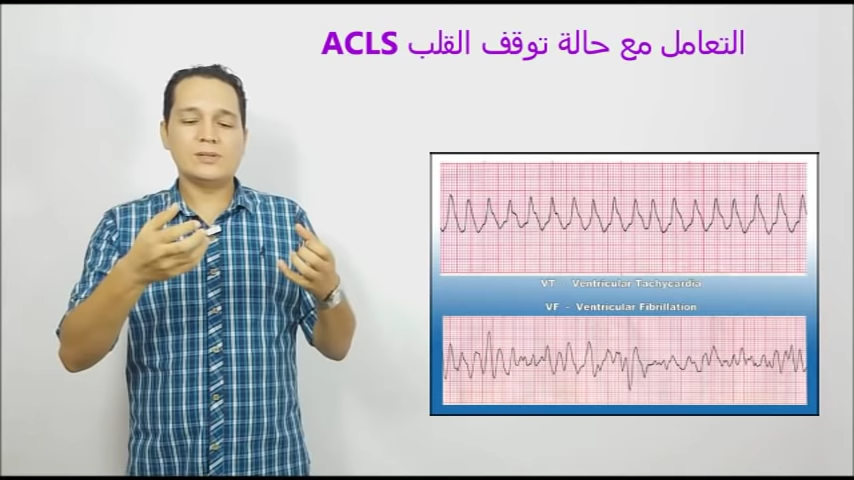 التعامل مع حالة توقف القلب ACLS
VT - Ventricular Tachycardia
VF - Ventricular Fibrillation